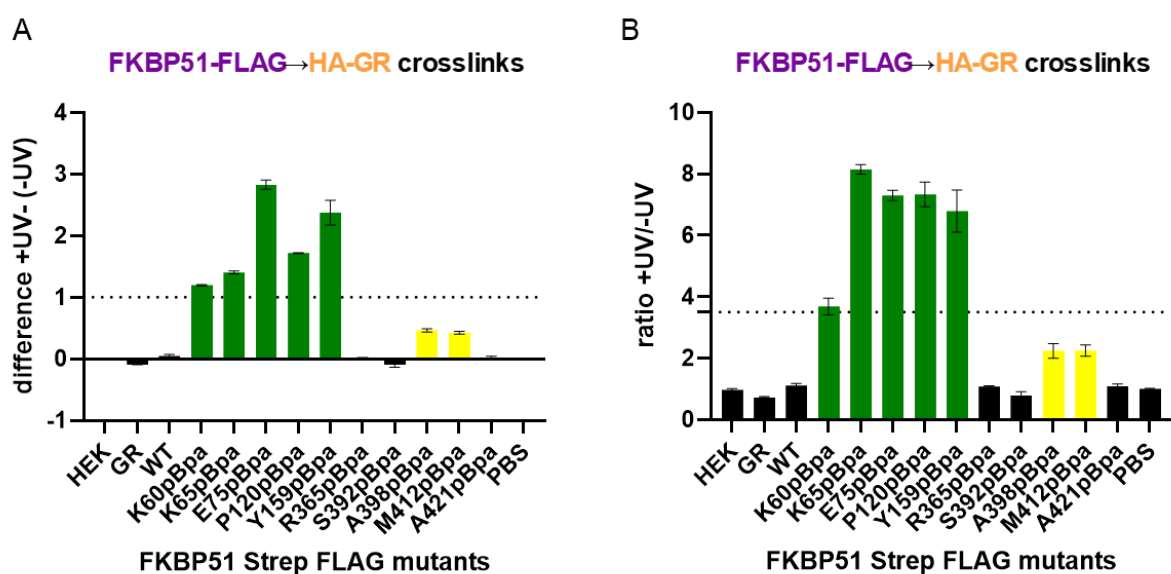 A
FKBP51-FLAG→HA-GR crosslinks
difference +UV- (-UV)
4
3
2
1
0
-1
HEK
GR
WT
K60pBpa
K65pBpa
E75pBpa
P120pBpa
Y159pBpa
R365pBpa
S392pBpa
A398pBpa
M412pBpa
A421pBpa
PBS
FKBP51 Strep FLAG mutants
B
FKBP51-FLAG→HA-GR crosslinks
ratio +UV/-UV
10
8
6
4
2
0
HEK
GR
WT
K60pBpa
K65pBpa
E75pBpa
P120pBpa
Y159pBpa
R365pBpa
S392pBpa
A398pBpa
M412pBpa
A421pBpa
PBS
FKBP51 Strep FLAG mutants